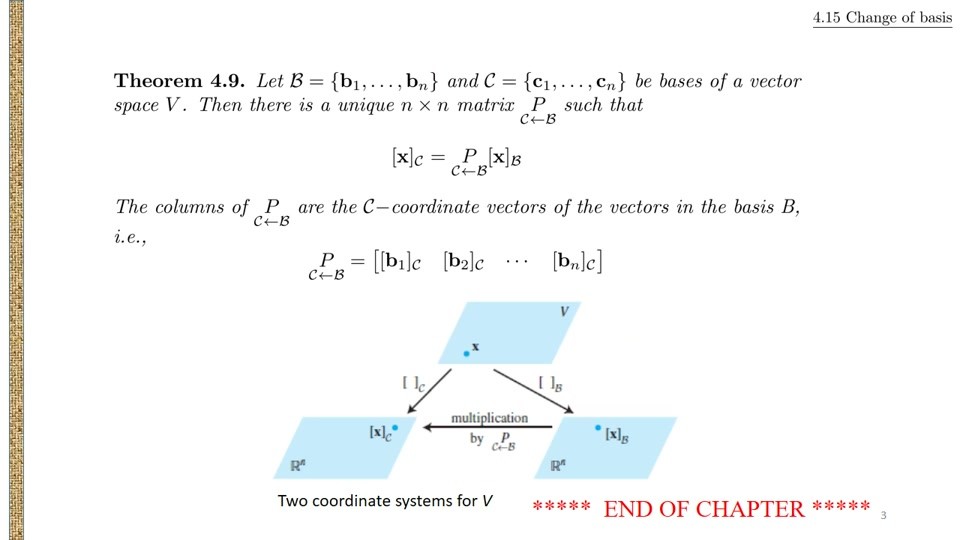 4.15 Change of basis
Theorem 4.9. Let ℬ = {b₁, . . . , bₙ} and 𝒞 = {c₁, . . . , cₙ} be bases of a vector
space V. Then there is a unique n × n matrix P 𝒞←ℬ such that
[x]𝒞 = P 𝒞←ℬ [x]ℬ
The columns of P 𝒞←ℬ are the 𝒞−coordinate vectors of the vectors in the basis B,
i.e.,
P 𝒞←ℬ = [[b₁]𝒞 [b₂]𝒞 · · · [bₙ]𝒞]
V
x
[ ]𝒞 [ ]ℬ
multiplication
[x]𝒞 by P 𝒞←ℬ [x]ℬ
ℝⁿ ℝⁿ
Two coordinate systems for V
***** END OF CHAPTER *****
3